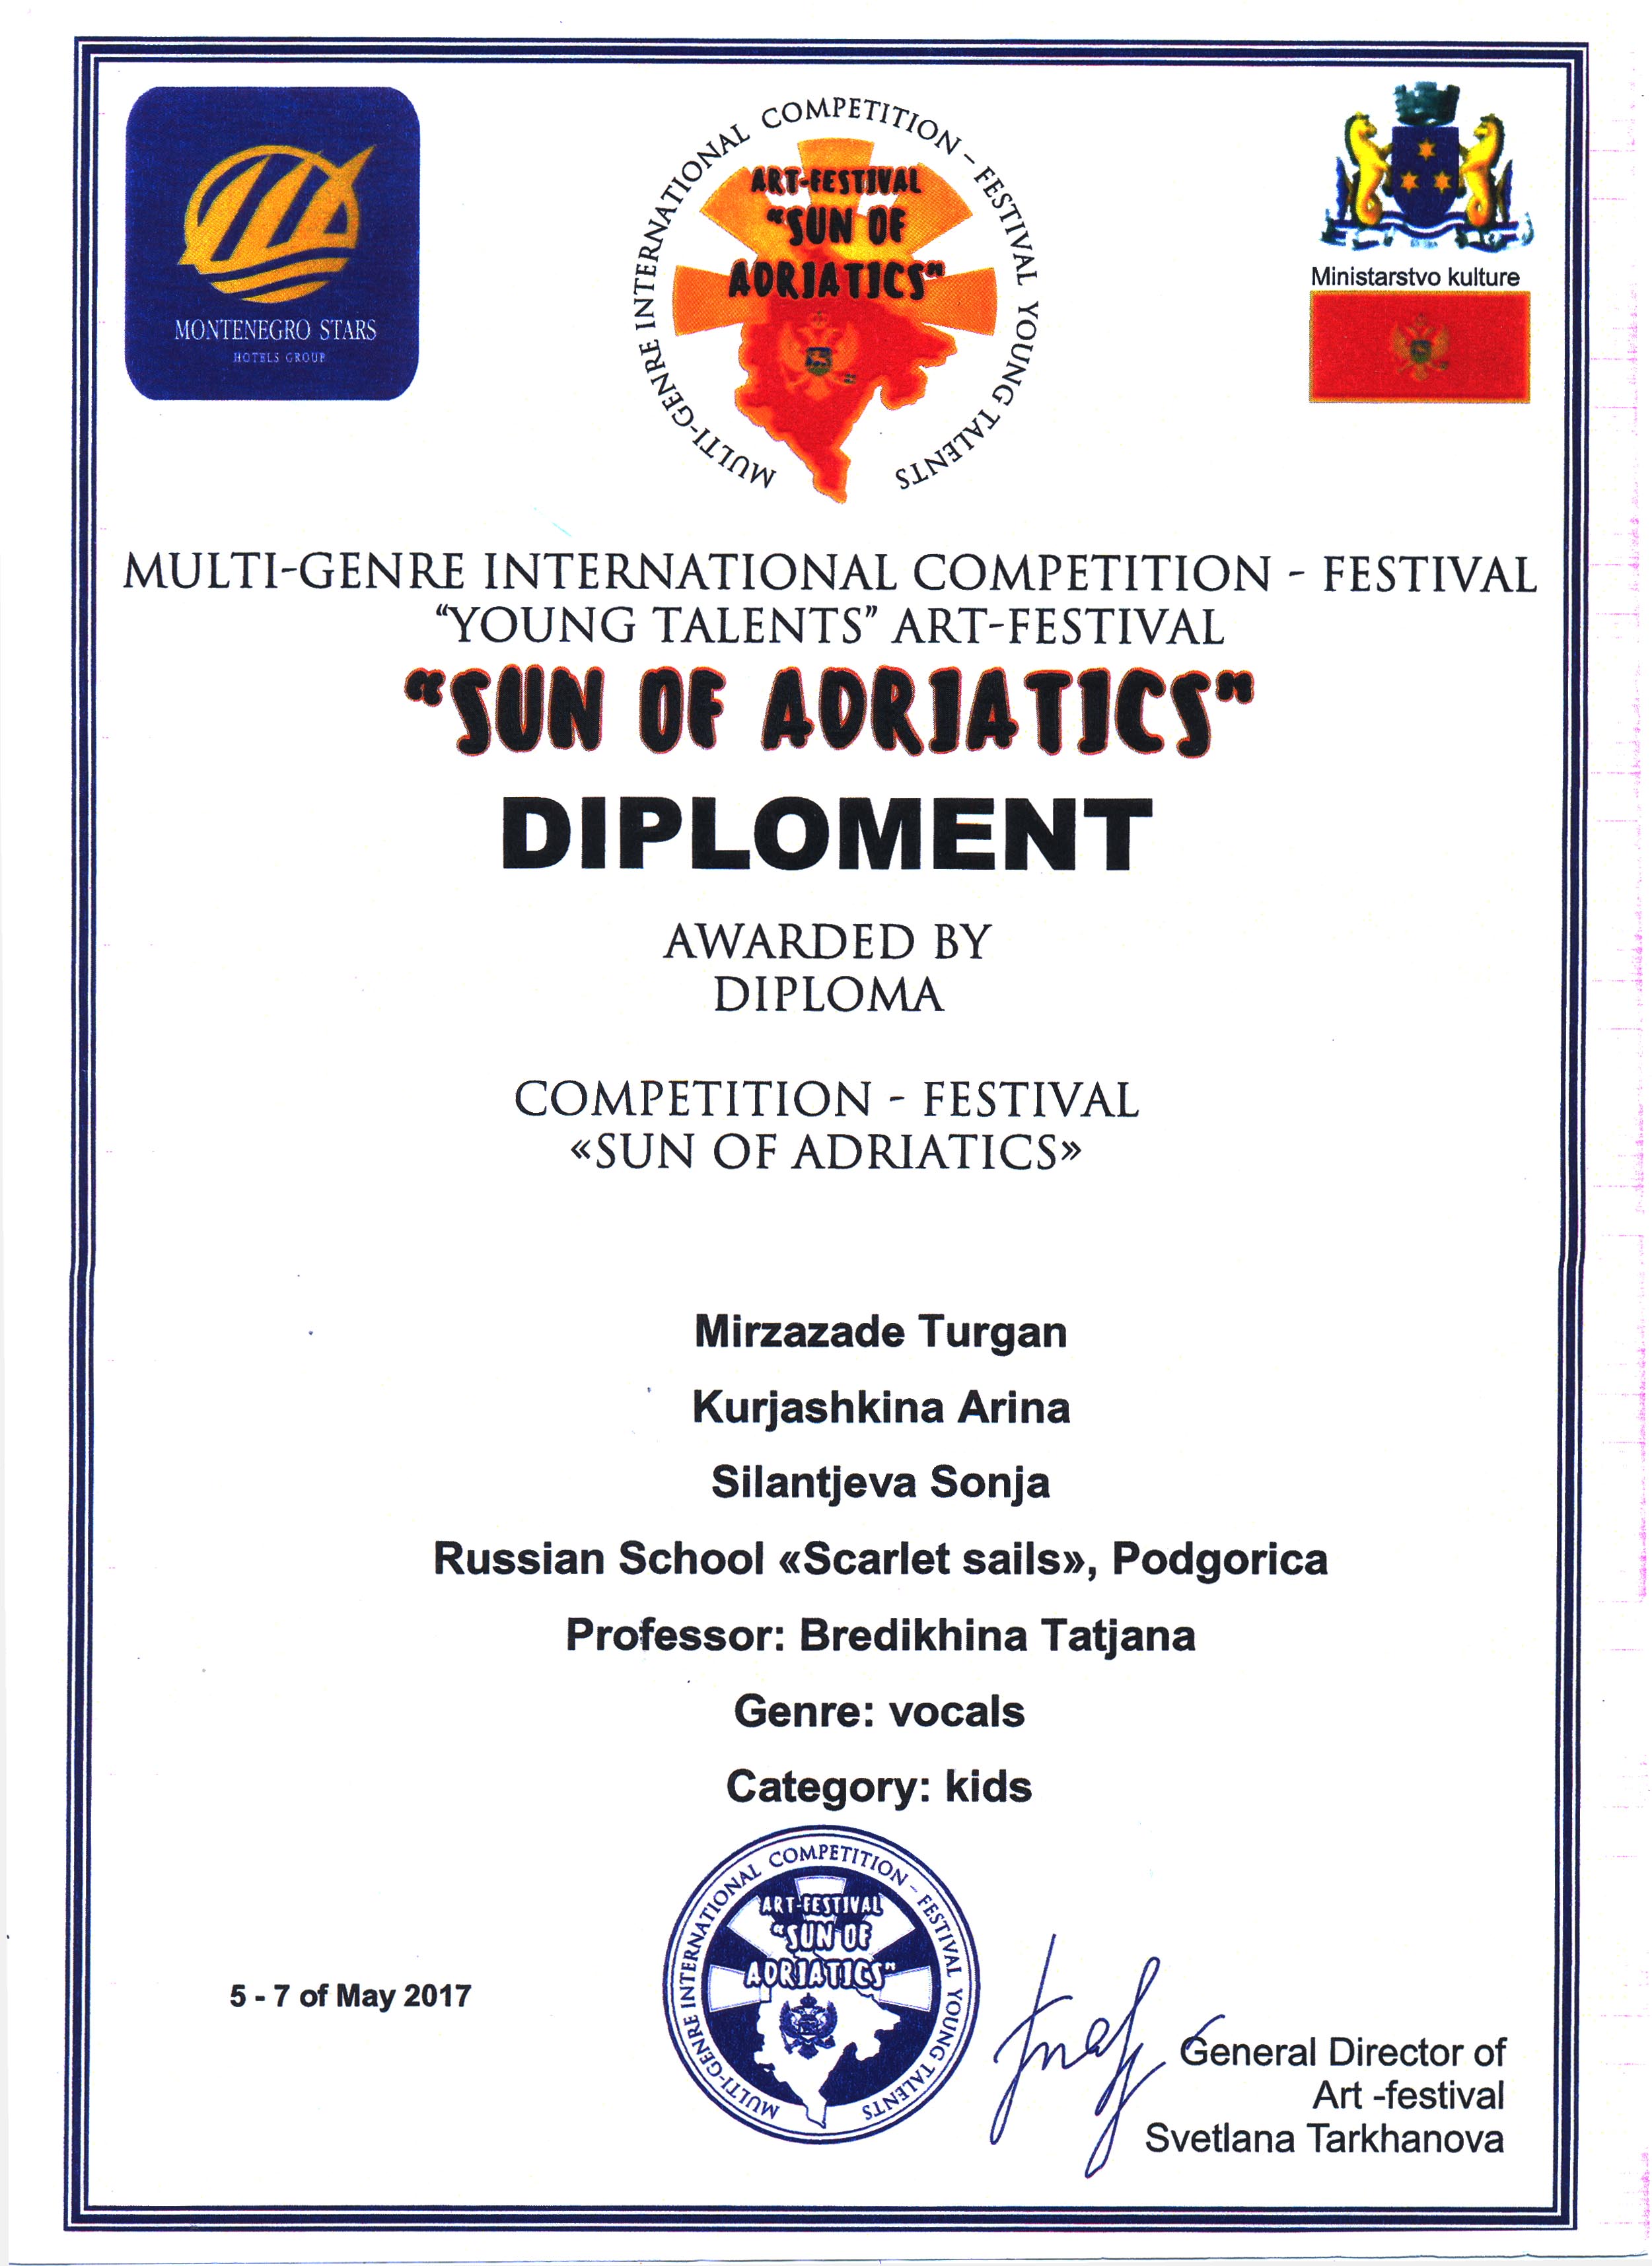 MONTENEGRO STARS
HOTELS GROUP
MULTI-GENRE INTERNATIONAL COMPETITION - FESTIVAL YOUNG TALENTS
ART-FESTIVAL
"SUN OF
ADRIATICS"
Ministarstvo kulture
MULTI-GENRE INTERNATIONAL COMPETITION - FESTIVAL
"YOUNG TALENTS" ART-FESTIVAL
"SUN OF ADRIATICS"
DIPLOMENT
AWARDED BY
DIPLOMA
COMPETITION - FESTIVAL
«SUN OF ADRIATICS»
Mirzazade Turgan
Kurjashkina Arina
Silantjeva Sonja
Russian School «Scarlet sails», Podgorica
Professor: Bredikhina Tatjana
Genre: vocals
Category: kids
MULTI-GENRE INTERNATIONAL COMPETITION - FESTIVAL YOUNG TALENTS
ART-FESTIVAL
"SUN OF
ADRIATICS"
5 - 7 of May 2017
General Director of
Art -festival
Svetlana Tarkhanova